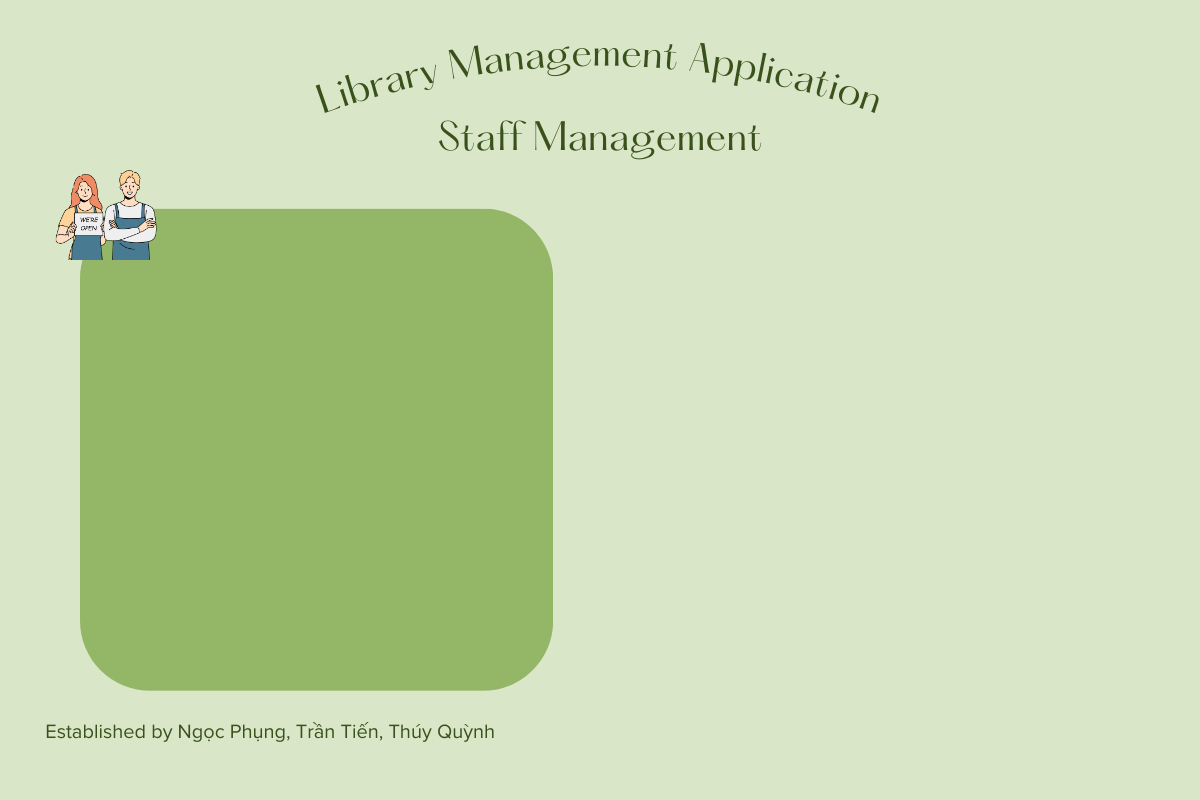 Library Management Application
Staff Management
WE'RE
OPEN
Established by Ngọc Phụng, Trần Tiến, Thúy Quỳnh